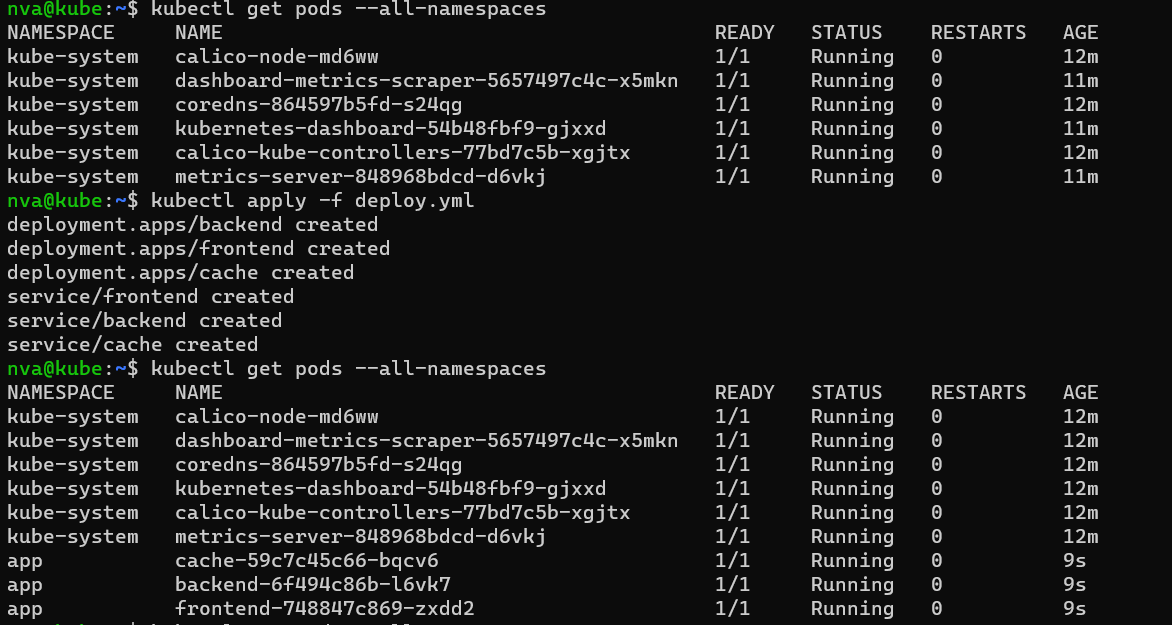 nva@kube:~$ kubectl get pods --all-namespaces
NAMESPACE     NAME                                         READY   STATUS    RESTARTS   AGE
kube-system   calico-node-md6ww                            1/1     Running   0          12m
kube-system   dashboard-metrics-scraper-5657497c4c-x5mkn   1/1     Running   0          11m
kube-system   coredns-864597b5fd-s24qg                     1/1     Running   0          12m
kube-system   kubernetes-dashboard-54b48fbf9-gjxxd         1/1     Running   0          11m
kube-system   calico-kube-controllers-77bd7c5b-xgjtx       1/1     Running   0          12m
kube-system   metrics-server-848968bdcd-d6vkj              1/1     Running   0          11m
nva@kube:~$ kubectl apply -f deploy.yml
deployment.apps/backend created
deployment.apps/frontend created
deployment.apps/cache created
service/frontend created
service/backend created
service/cache created
nva@kube:~$ kubectl get pods --all-namespaces
NAMESPACE     NAME                                         READY   STATUS    RESTARTS   AGE
kube-system   calico-node-md6ww                            1/1     Running   0          12m
kube-system   dashboard-metrics-scraper-5657497c4c-x5mkn   1/1     Running   0          12m
kube-system   coredns-864597b5fd-s24qg                     1/1     Running   0          12m
kube-system   kubernetes-dashboard-54b48fbf9-gjxxd         1/1     Running   0          12m
kube-system   calico-kube-controllers-77bd7c5b-xgjtx       1/1     Running   0          12m
kube-system   metrics-server-848968bdcd-d6vkj              1/1     Running   0          12m
app           cache-59c7c45c66-bqcv6                       1/1     Running   0          9s
app           backend-6f494c86b-l6vk7                      1/1     Running   0          9s
app           frontend-748847c869-zxdd2                    1/1     Running   0          9s